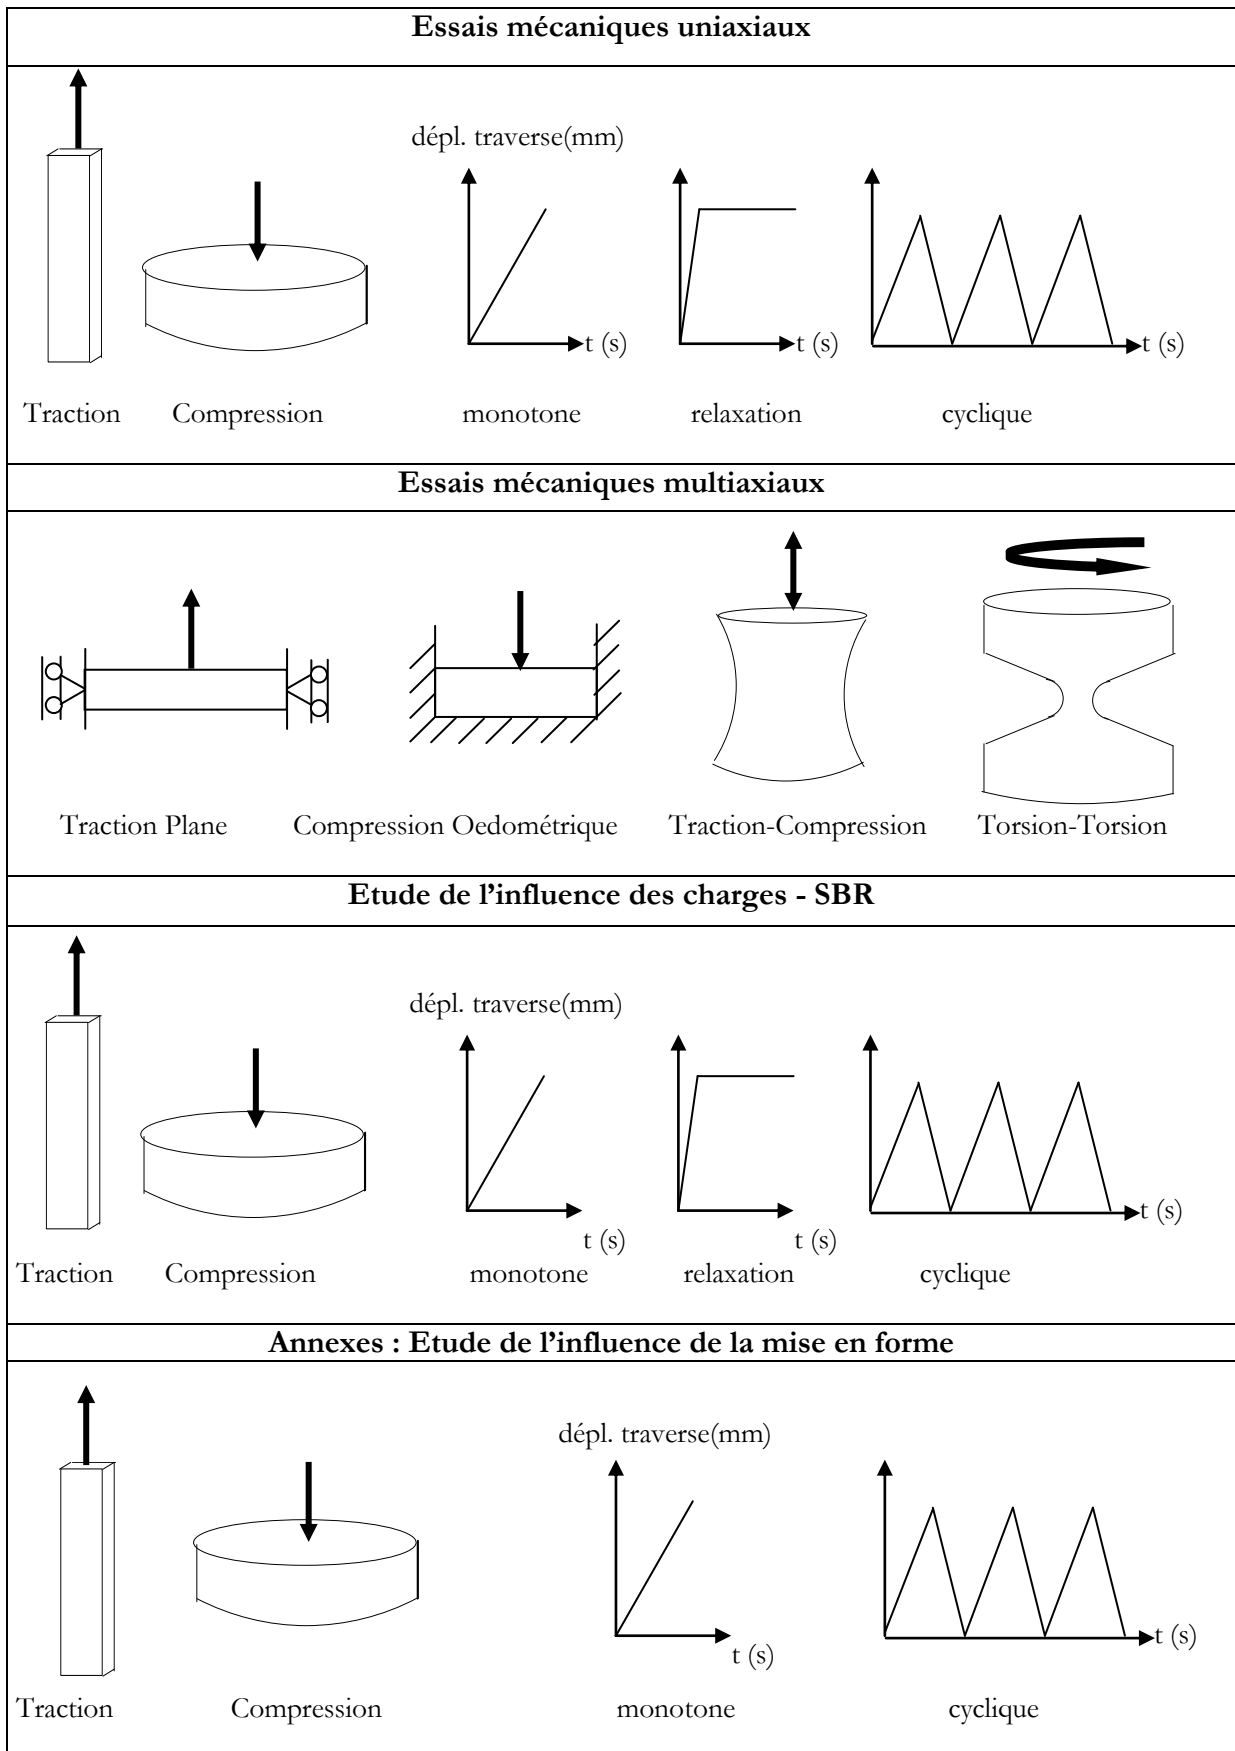 Essais mécaniques uniaxiaux
dépl. traverse(mm)
t (s) t (s) t (s)
Traction Compression monotone relaxation cyclique
Essais mécaniques multiaxiaux
Traction Plane Compression Oedométrique Traction-Compression Torsion-Torsion
Etude de l’influence des charges - SBR
dépl. traverse(mm)
t (s) t (s) t (s)
Traction Compression monotone relaxation cyclique
Annexes : Etude de l’influence de la mise en forme
dépl. traverse(mm)
t (s) t (s)
Traction Compression monotone cyclique